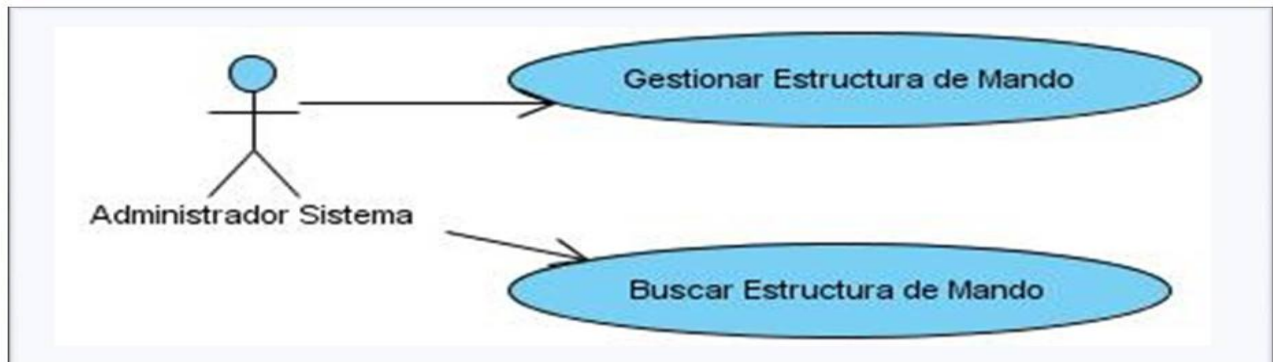 Gestionar Estructura de Mando
Administrador Sistema
Buscar Estructura de Mando